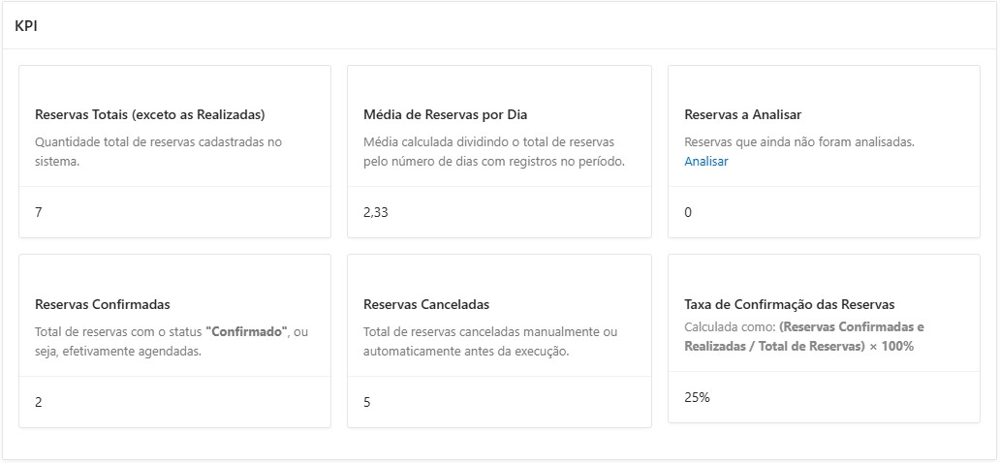 KPI
Reservas Totais (exceto as Realizadas)
Quantidade total de reservas cadastradas no
sistema.
7
Média de Reservas por Dia
Média calculada dividindo o total de reservas
pelo número de dias com registros no período.
2,33
Reservas a Analisar
Reservas que ainda não foram analisadas.
Analisar
0
Reservas Confirmadas
Total de reservas com o status "Confirmado", ou
seja, efetivamente agendadas.
2
Reservas Canceladas
Total de reservas canceladas manualmente ou
automaticamente antes da execução.
5
Taxa de Confirmação das Reservas
Calculada como: (Reservas Confirmadas e
Realizadas / Total de Reservas) × 100%
25%